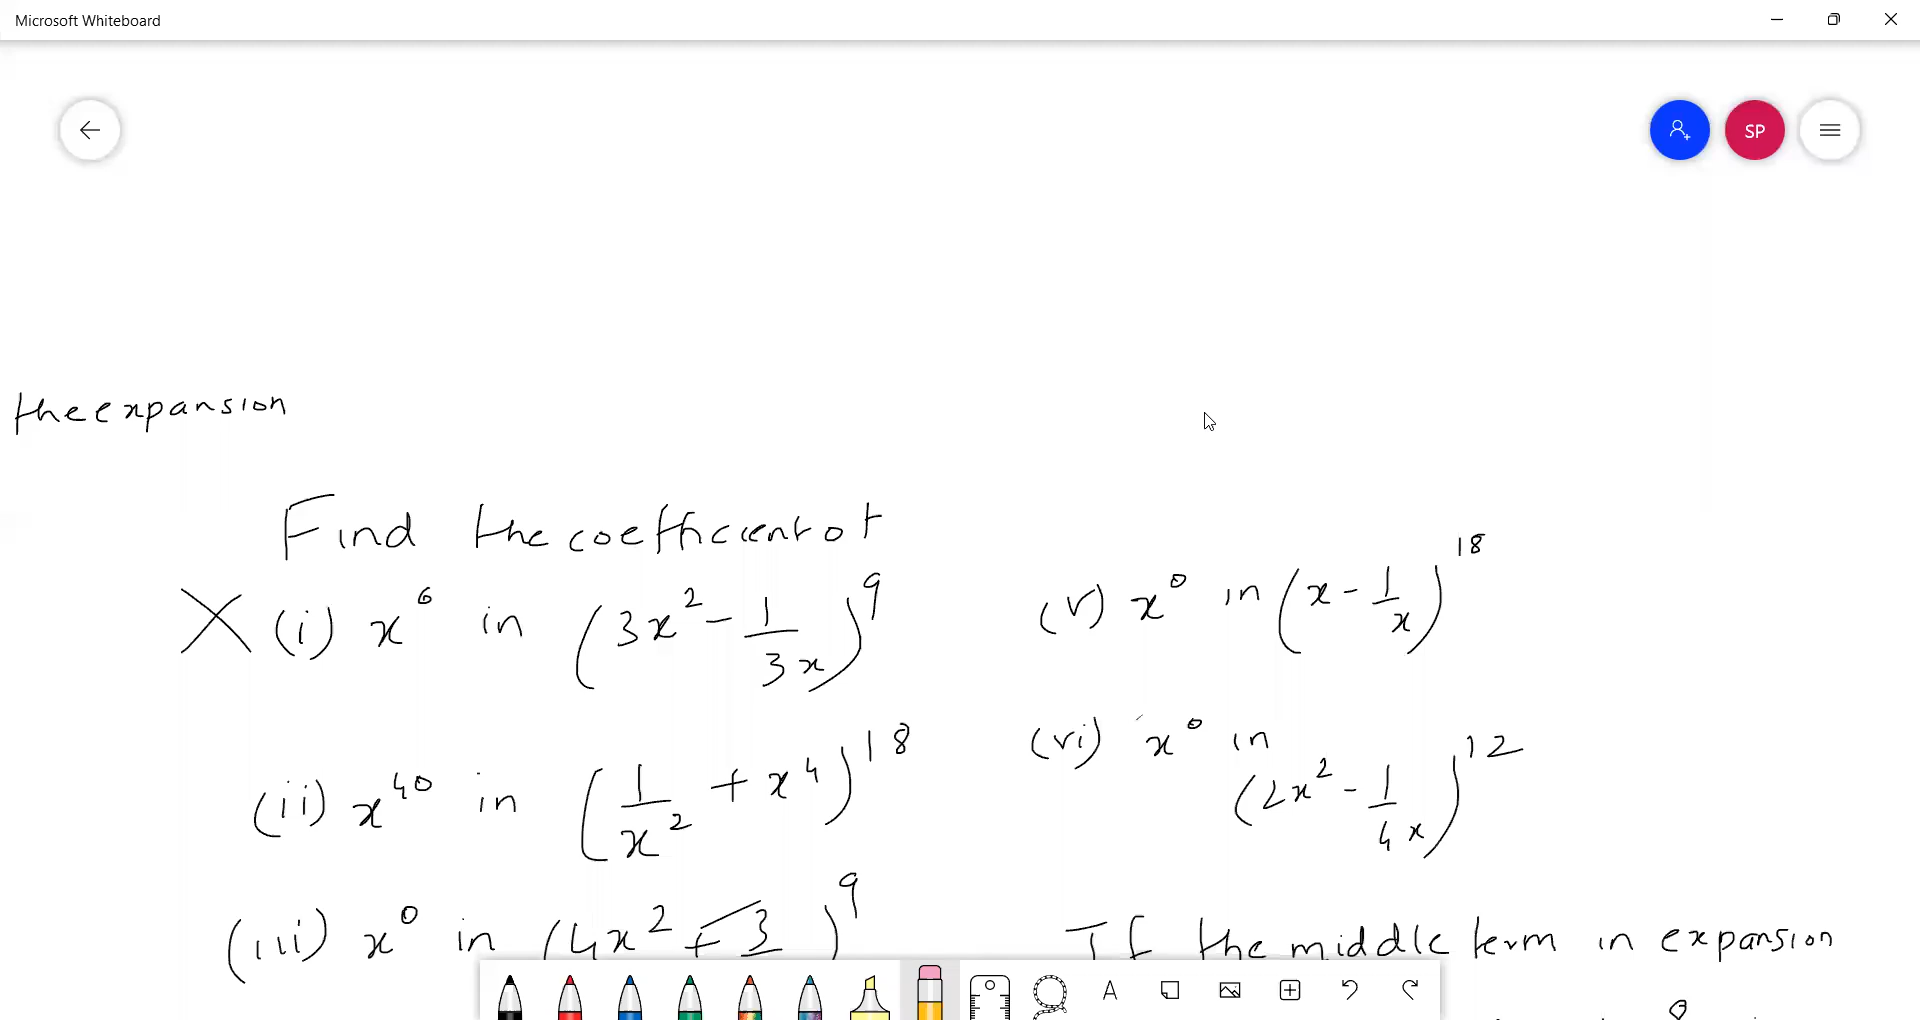 Microsoft Whiteboard
SP
the expansion
Find the coefficient of
X (i) x⁶ in (3x² - 1/3x)⁹
(ii) x⁴⁰ in (1/x² + x⁴)¹⁸
(iii) x⁰ in (4x² + 3 )⁹
(v) x⁰ in (x - 1/x)¹⁸
(vi) x⁰ in
(2x² - 1/4x)¹²
If the middle term in expansion
A